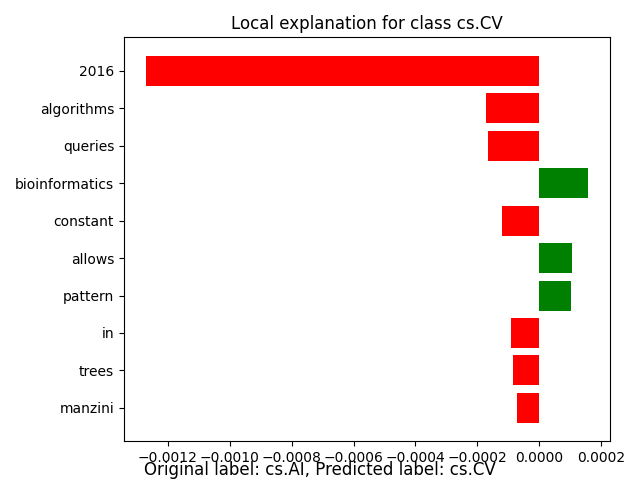 Local explanation for class cs.CV
2016
algorithms
queries
bioinformatics
constant
allows
pattern
in
trees
manzini
−0.0012 −0.0010 −0.0008 −0.0006 −0.0004 −0.0002 0.0000 0.0002
Original label: cs.AI, Predicted label: cs.CV